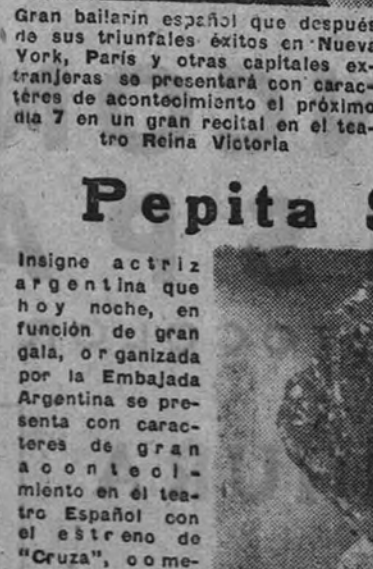 Gran bailarín español que después
de sus triunfales éxitos en Nueva
York, París y otras capitales ex-
tranjeras se presentará con carac-
téres de acontecimiento el próximo
día 7 en un gran recital en el tea-
tro Reina Victoria
Pepita S
Insigne actriz
argentina que
hoy noche, en
función de gran
gala, organizada
por la Embajada
Argentina se pre-
senta con carac-
teres de gran
aconteci-
miento en el tea-
tro Español con
el estreno de
"Cruza", come-